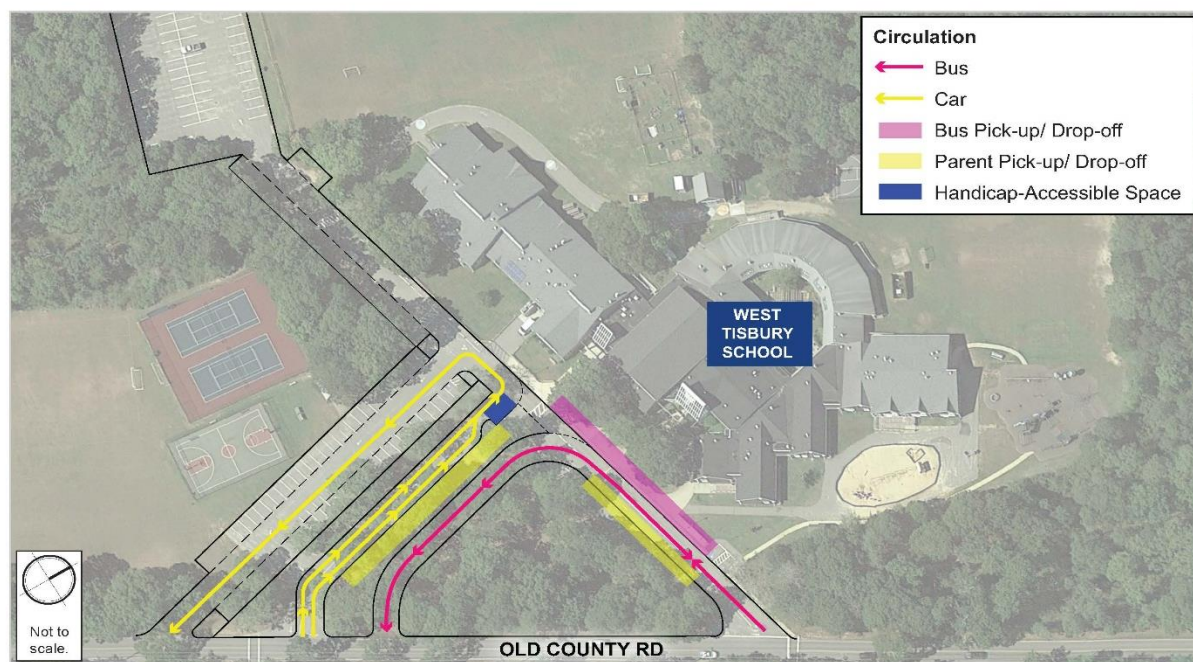 Circulation
Bus
Car
Bus Pick-up/ Drop-off
Parent Pick-up/ Drop-off
Handicap-Accessible Space
WEST
TISBURY
SCHOOL
Not to
scale.
OLD COUNTY RD